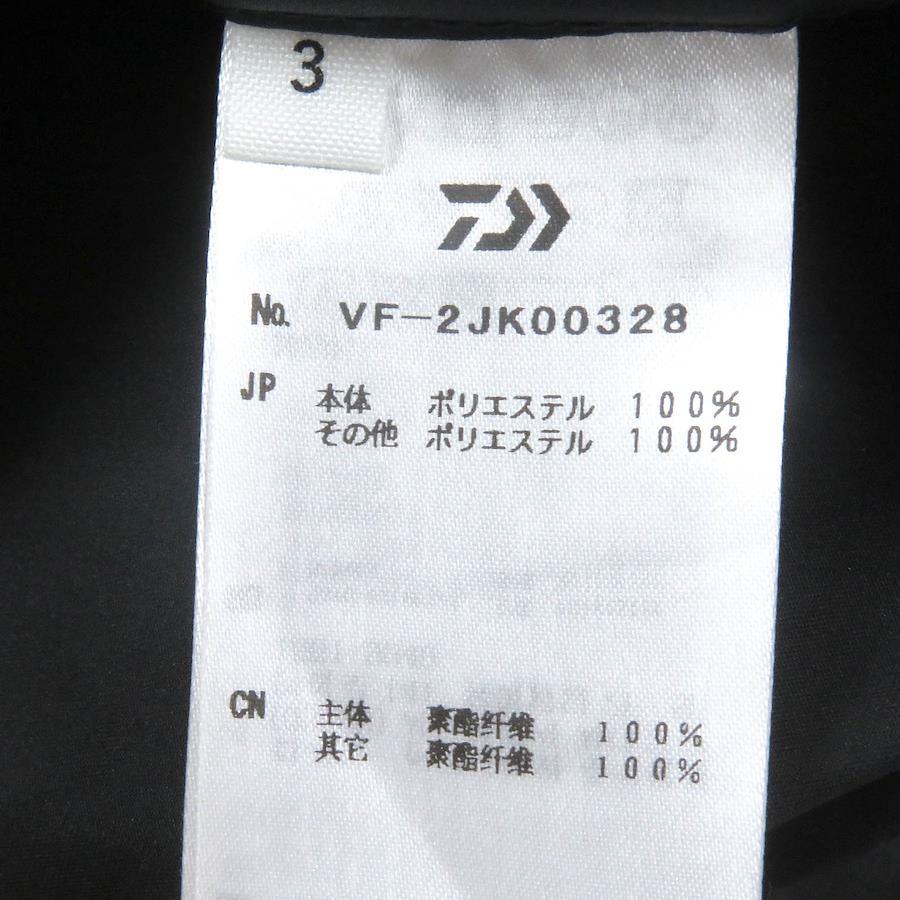 3
No. VF-2JK00328
JP 本体 ポリエステル 100%
その他 ポリエステル 100%
CN 主体 聚酯纤维 100%
其它 聚酯纤维 100%